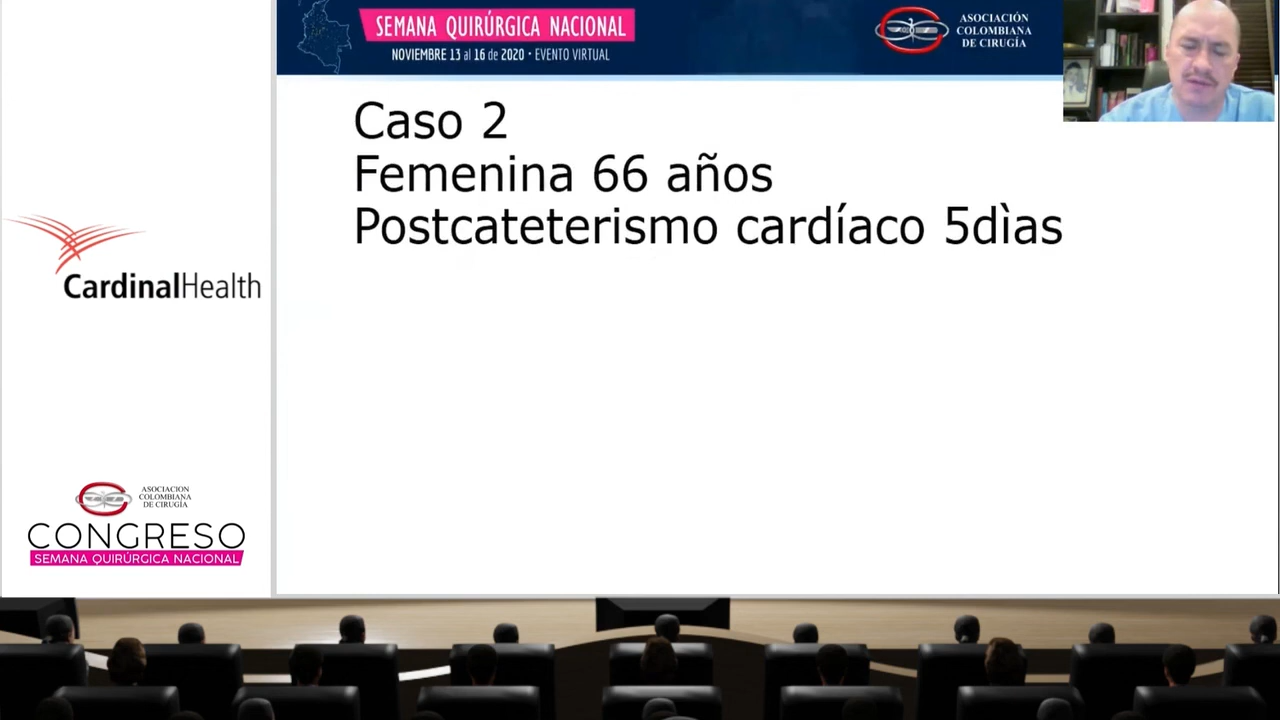 SEMANA QUIRÚRGICA NACIONAL
NOVIEMBRE 13 al 16 de 2020 • EVENTO VIRTUAL
ASOCIACIÓN
COLOMBIANA
DE CIRUGÍA
Caso 2
Femenina 66 años
Postcateterismo cardíaco 5dìas
CardinalHealth
ASOCIACION
COLOMBIANA
DE CIRUGÍA
CONGRESO
SEMANA QUIRÚRGICA NACIONAL